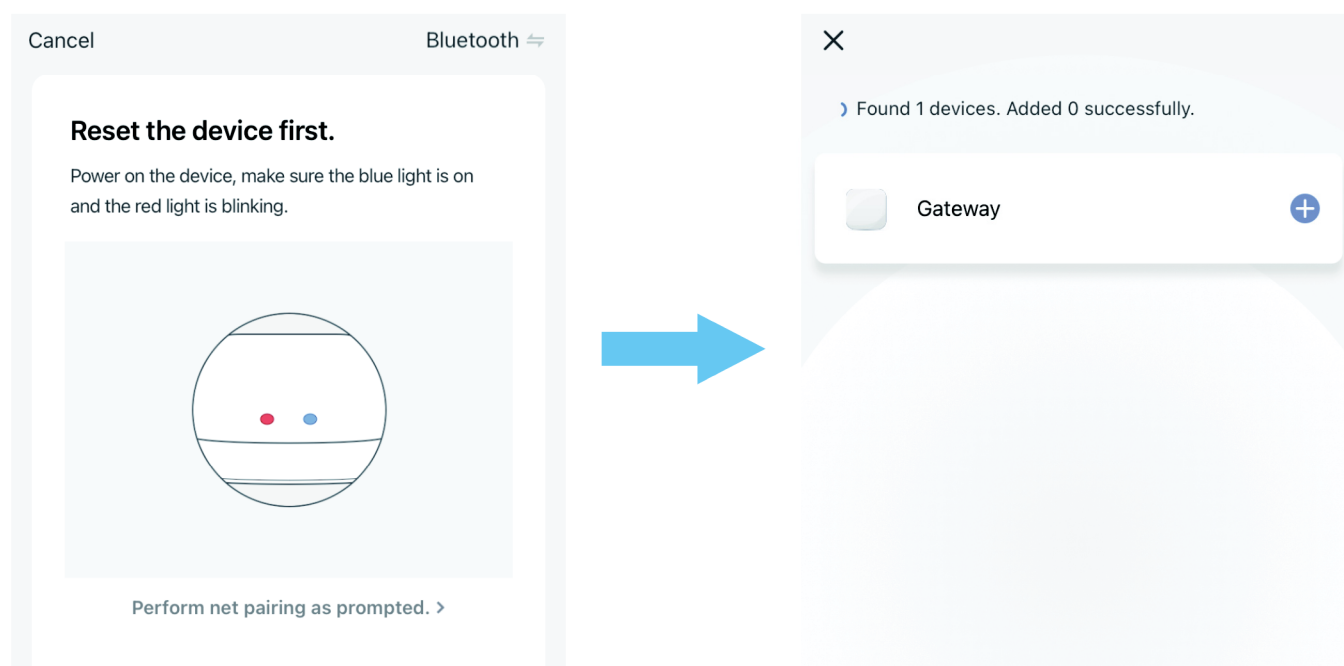 Cancel
Bluetooth
Reset the device first.
Power on the device, make sure the blue light is on
and the red light is blinking.
Perform net pairing as prompted.
Found 1 devices. Added 0 successfully.
Gateway